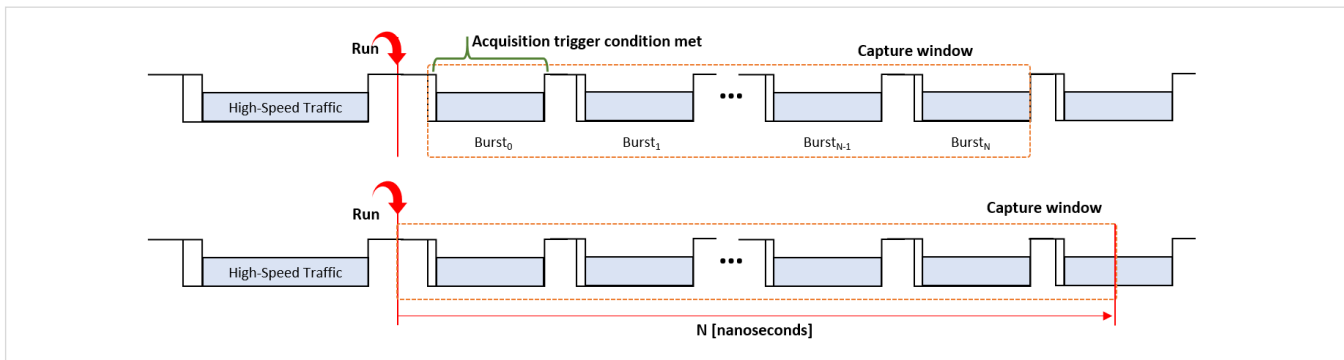 Acquisition trigger condition met
Run
Capture window
High-Speed Traffic
•••
Burst0 Burst1 BurstN-1 BurstN
Run
Capture window
High-Speed Traffic
•••
N [nanoseconds]